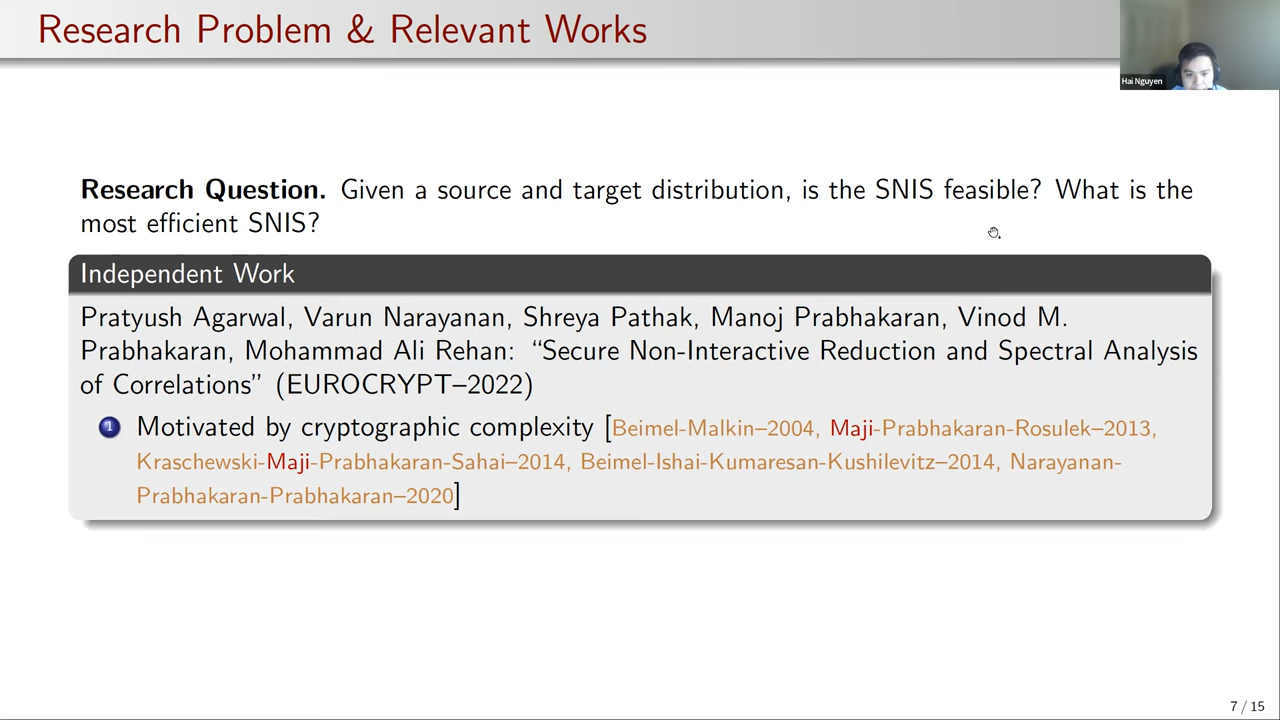 Research Problem & Relevant Works
Hai Nguyen
Research Question. Given a source and target distribution, is the SNIS feasible? What is the
most efficient SNIS?
Independent Work
Pratyush Agarwal, Varun Narayanan, Shreya Pathak, Manoj Prabhakaran, Vinod M.
Prabhakaran, Mohammad Ali Rehan: “Secure Non-Interactive Reduction and Spectral Analysis
of Correlations” (EUROCRYPT–2022)
1 Motivated by cryptographic complexity [Beimel-Malkin–2004, Maji-Prabhakaran-Rosulek–2013,
Kraschewski-Maji-Prabhakaran-Sahai–2014, Beimel-Ishai-Kumaresan-Kushilevitz–2014, Narayanan-
Prabhakaran-Prabhakaran–2020]
7 / 15